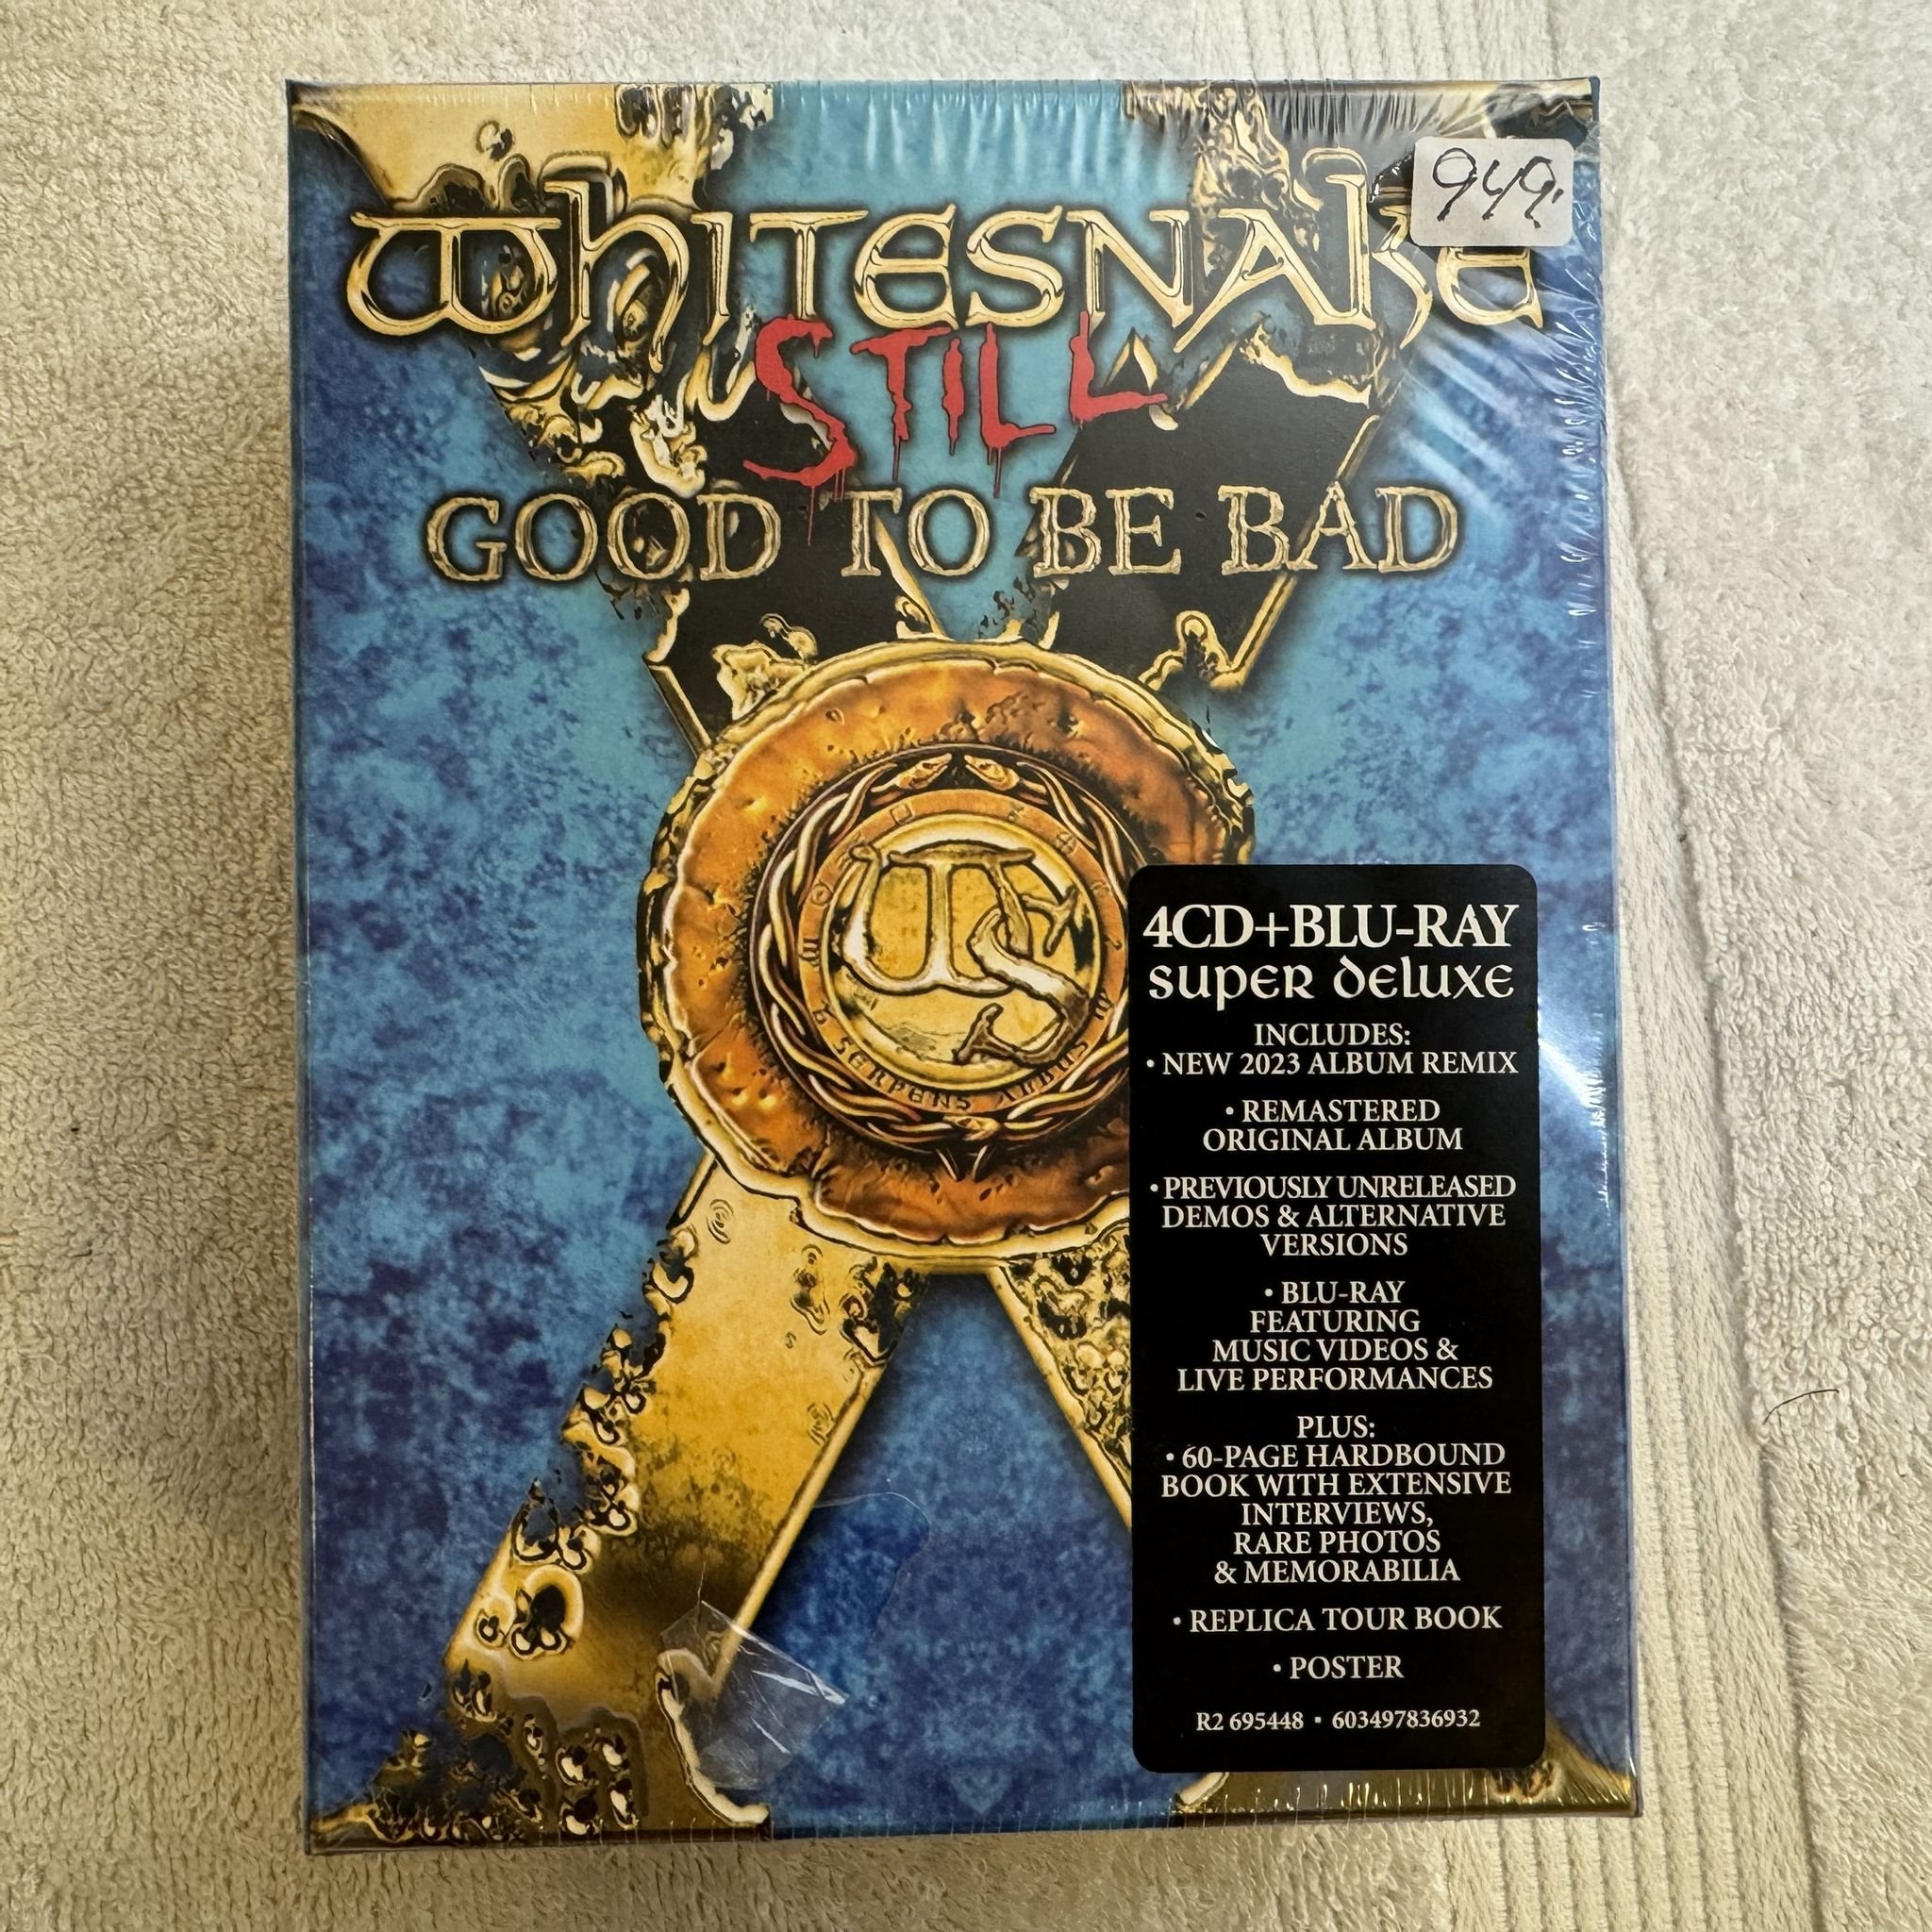 949.
WHITESNAKE
STILL
GOOD TO BE BAD
SERPENS ALBUS
4CD+BLU-RAY
SUPER DELUXE
INCLUDES:
• NEW 2023 ALBUM REMIX
• REMASTERED
ORIGINAL ALBUM
• PREVIOUSLY UNRELEASED
DEMOS & ALTERNATIVE
VERSIONS
• BLU-RAY
FEATURING
MUSIC VIDEOS &
LIVE PERFORMANCES
PLUS:
• 60-PAGE HARDBOUND
BOOK WITH EXTENSIVE
INTERVIEWS,
RARE PHOTOS
& MEMORABILIA
• REPLICA TOUR BOOK
• POSTER
R2 695448 • 603497836932